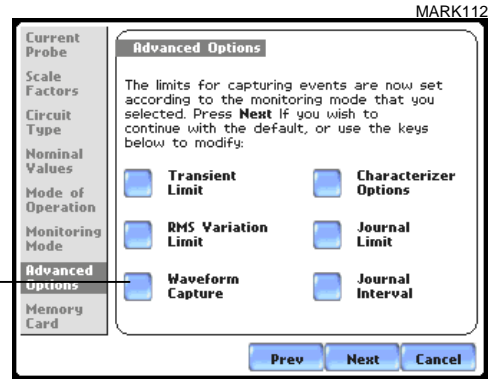 MARK112
Current
Probe
Scale
Factors
Circuit
Type
Nominal
Values
Mode of
Operation
Monitoring
Mode
Advanced
Options
Memory
Card
Advanced Options
The limits for capturing events are now set
according to the monitoring mode that you
selected. Press Next If you wish to
continue with the default, or use the keys
below to modify:
Transient
Limit
Characterizer
Options
RMS Variation
Limit
Journal
Limit
Waveform
Capture
Journal
Interval
Prev
Next
Cancel